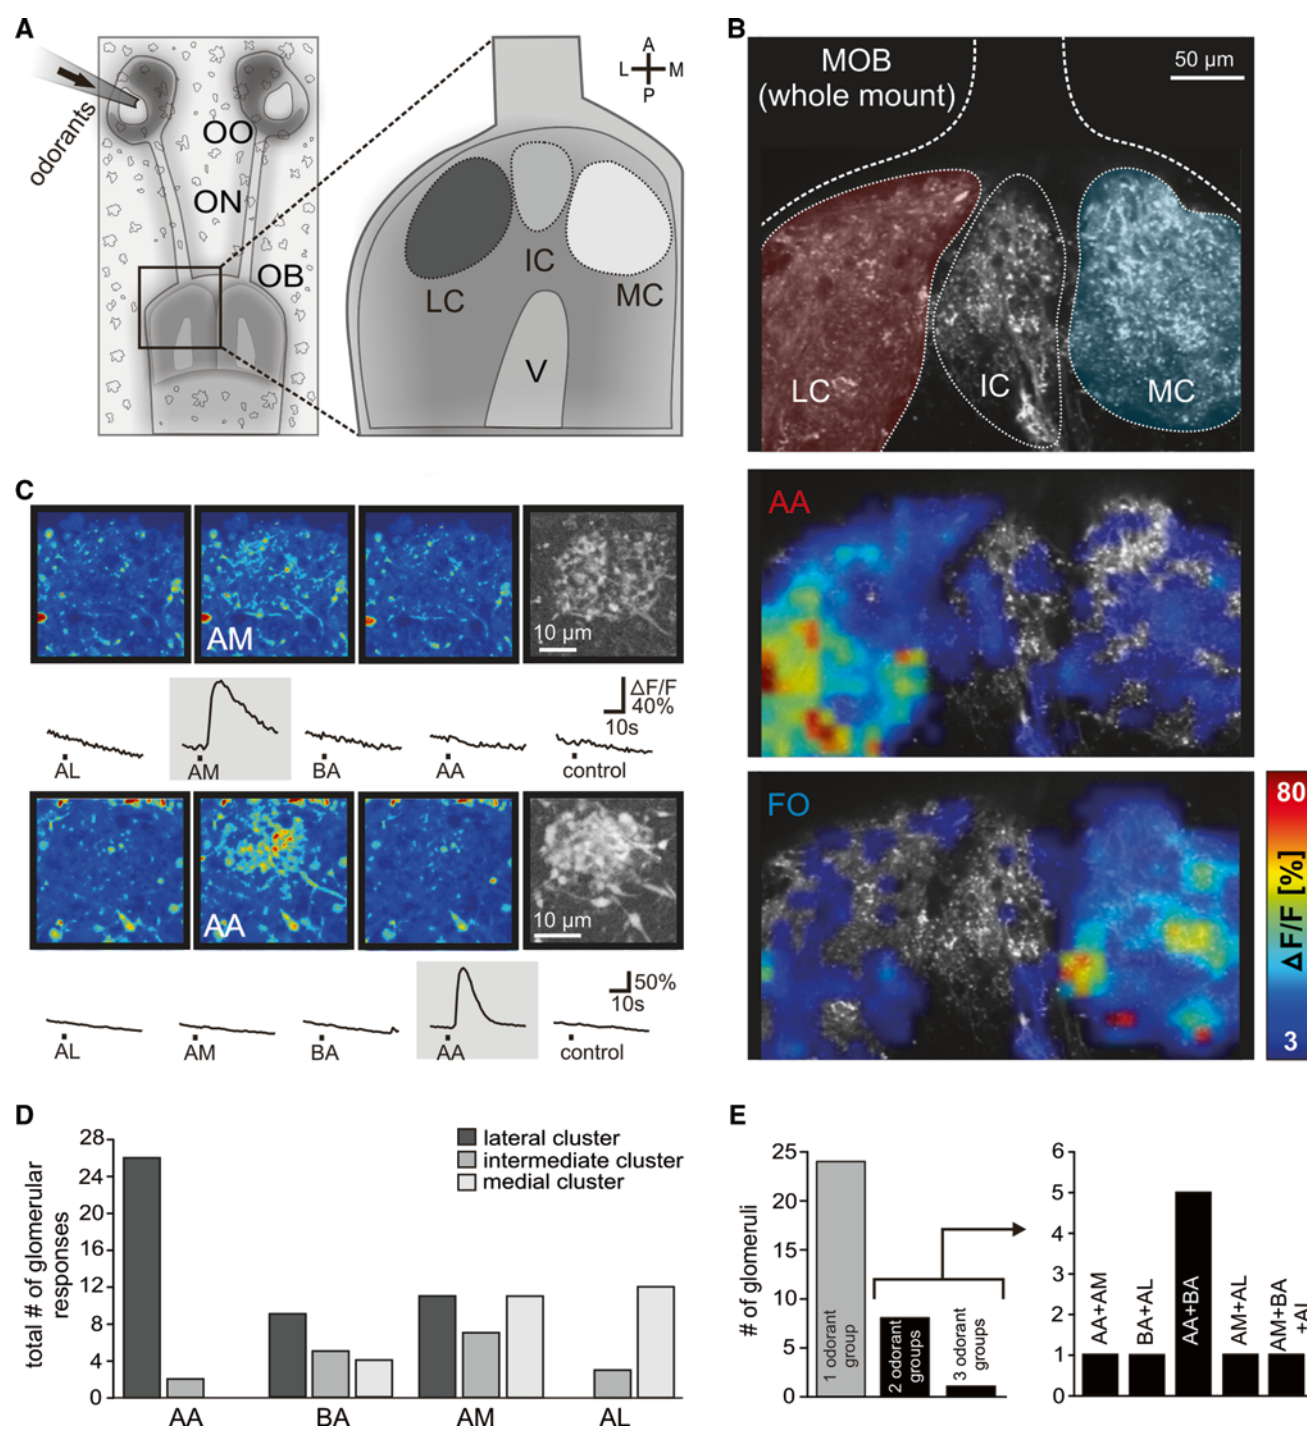 A
odorants
OO
ON
OB
A
L
M
P
LC
IC
MC
V
B
MOB
(whole mount)
50 µm
LC
IC
MC
AA
FO
80
ΔF/F [%]
3
C
AM
10 µm
ΔF/F
40%
10s
AL
AM
BA
AA
control
AA
10 µm
50%
10s
AL
AM
BA
AA
control
D
total # of glomerular
responses
28
24
20
16
12
8
4
0
lateral cluster
intermediate cluster
medial cluster
AA
BA
AM
AL
E
# of glomeruli
25
20
15
10
5
0
1 odorant
group
2 odorant
groups
3 odorant
groups
6
5
4
3
2
1
0
AA+AM
BA+AL
AA+BA
AM+AL
AM+BA
+AL